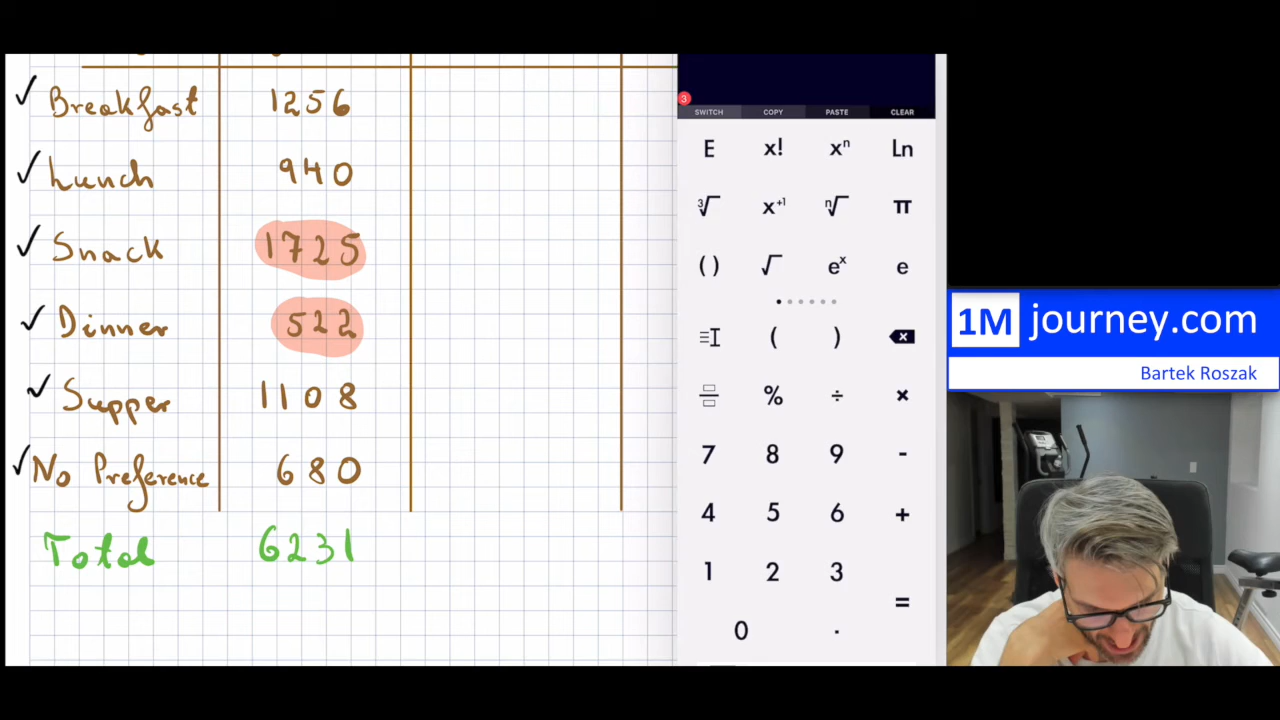 Breakfast 1256
Lunch 940
Snack 1725
Dinner 522
Supper 1108
No Preference 680
Total 6231
3
SWITCH COPY PASTE CLEAR
E x! xⁿ Ln
³√ x⁺¹ ⁿ√ π
( ) √ eˣ e
( )
% ÷ ×
7 8 9 -
4 5 6 +
1 2 3
=
0 .
1M journey.com
Bartek Roszak